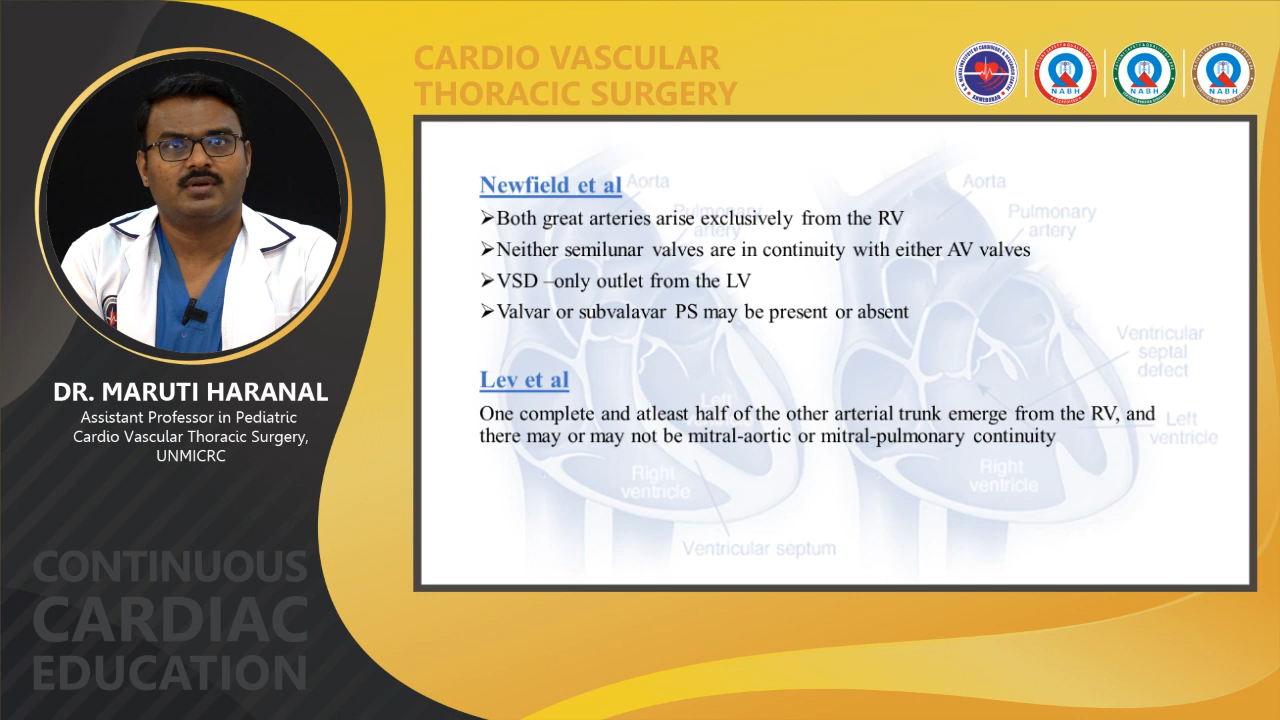 CARDIO VASCULAR
THORACIC SURGERY
NABH
NABH
NABH
Newfield et al
➢Both great arteries arise exclusively from the RV
➢Neither semilunar valves are in continuity with either AV valves
➢VSD –only outlet from the LV
➢Valvar or subvalavar PS may be present or absent
Lev et al
One complete and atleast half of the other arterial trunk emerge from the RV, and
there may or may not be mitral-aortic or mitral-pulmonary continuity
Aorta
Pulmonary
artery
Left
Right
ventricle
Ventricular septum
Aorta
Pulmonary
artery
Ventricular
septal
defect
Left
ventricle
Right
ventricle
DR. MARUTI HARANAL
Assistant Professor in Pediatric
Cardio Vascular Thoracic Surgery,
UNMICRC
CONTINUOUS
CARDIAC
EDUCATION